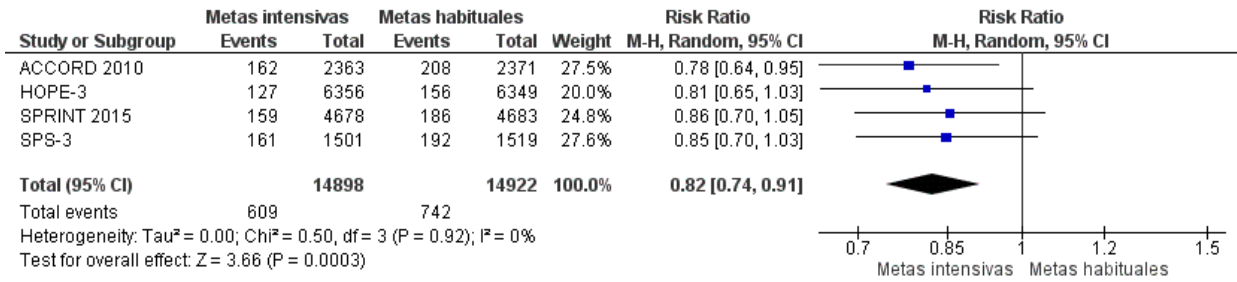 Metas intensivas Metas habituales Risk Ratio Risk Ratio
Study or Subgroup Events Total Events Total Weight M-H, Random, 95% CI M-H, Random, 95% CI
ACCORD 2010 162 2363 208 2371 27.5% 0.78 [0.64, 0.95]
HOPE-3 127 6356 156 6349 20.0% 0.81 [0.65, 1.03]
SPRINT 2015 159 4678 186 4683 24.8% 0.86 [0.70, 1.05]
SPS-3 161 1501 192 1519 27.6% 0.85 [0.70, 1.03]
Total (95% CI) 14898 14922 100.0% 0.82 [0.74, 0.91]
Total events 609 742
Heterogeneity: Tau² = 0.00; Chi² = 0.50, df = 3 (P = 0.92); I² = 0%
Test for overall effect: Z = 3.66 (P = 0.0003)
0.7 0.85 1 1.2 1.5
Metas intensivas Metas habituales